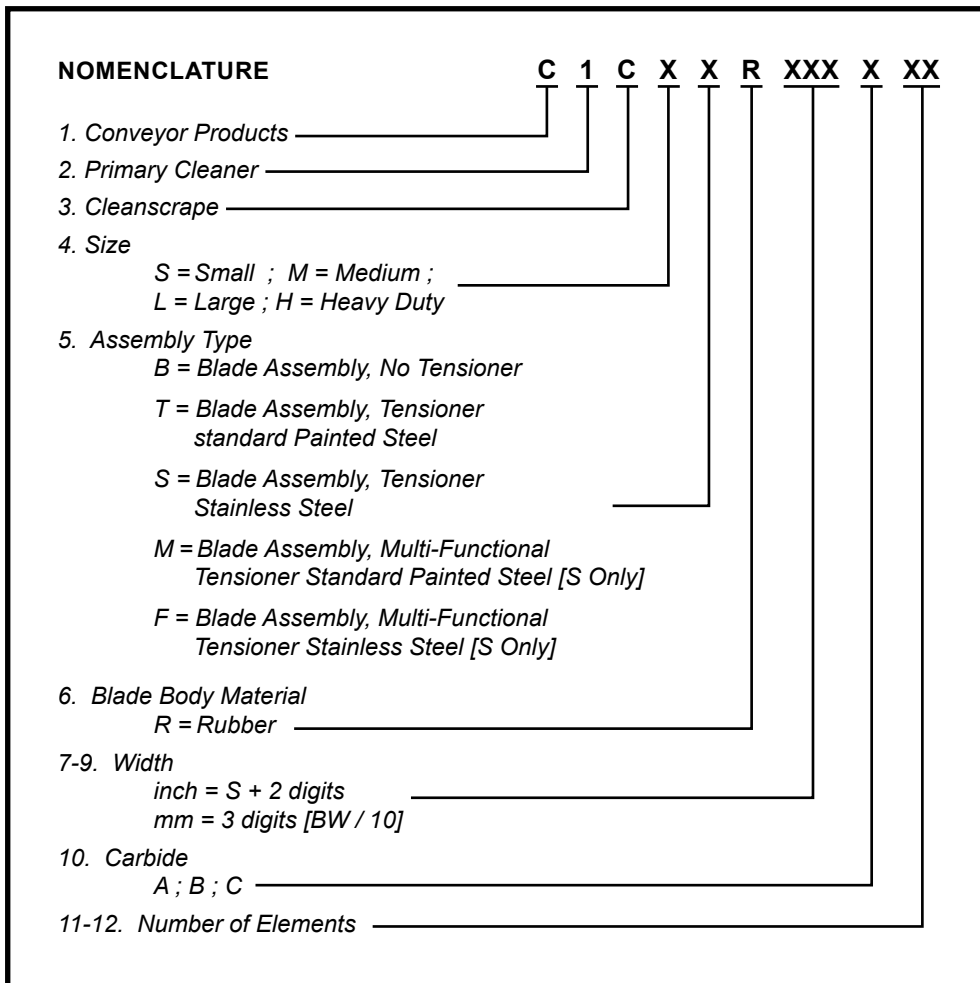 NOMENCLATURE C 1 C X X R XXX X XX
1. Conveyor Products
2. Primary Cleaner
3. Cleanscrape
4. Size
S = Small ; M = Medium ;
L = Large ; H = Heavy Duty
5. Assembly Type
B = Blade Assembly, No Tensioner
T = Blade Assembly, Tensioner
standard Painted Steel
S = Blade Assembly, Tensioner
Stainless Steel
M = Blade Assembly, Multi-Functional
Tensioner Standard Painted Steel [S Only]
F = Blade Assembly, Multi-Functional
Tensioner Stainless Steel [S Only]
6. Blade Body Material
R = Rubber
7-9. Width
inch = S + 2 digits
mm = 3 digits [BW / 10]
10. Carbide
A ; B ; C
11-12. Number of Elements